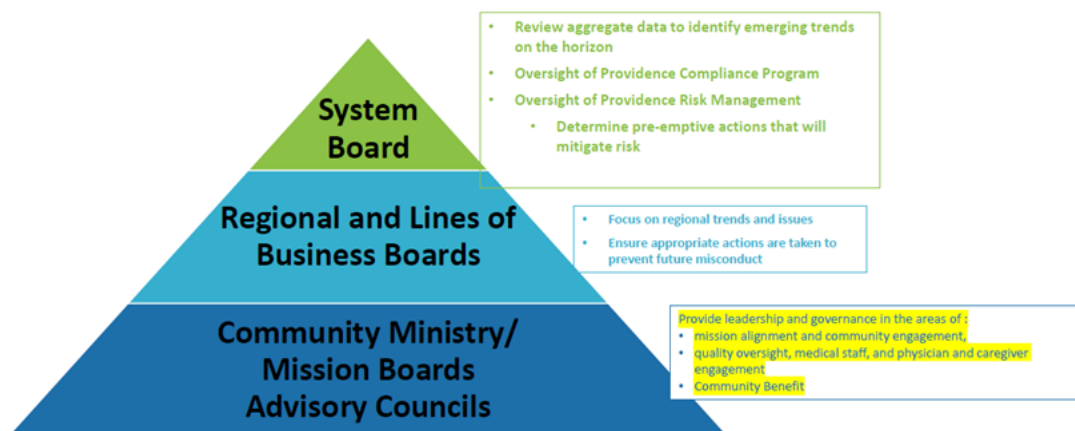 System
Board
• Review aggregate data to identify emerging trends
on the horizon
• Oversight of Providence Compliance Program
• Oversight of Providence Risk Management
• Determine pre-emptive actions that will
mitigate risk
Regional and Lines of
Business Boards
• Focus on regional trends and issues
• Ensure appropriate actions are taken to
prevent future misconduct
Community Ministry/
Mission Boards
Advisory Councils
Provide leadership and governance in the areas of :
• mission alignment and community engagement,
• quality oversight, medical staff, and physician and caregiver
engagement
• Community Benefit